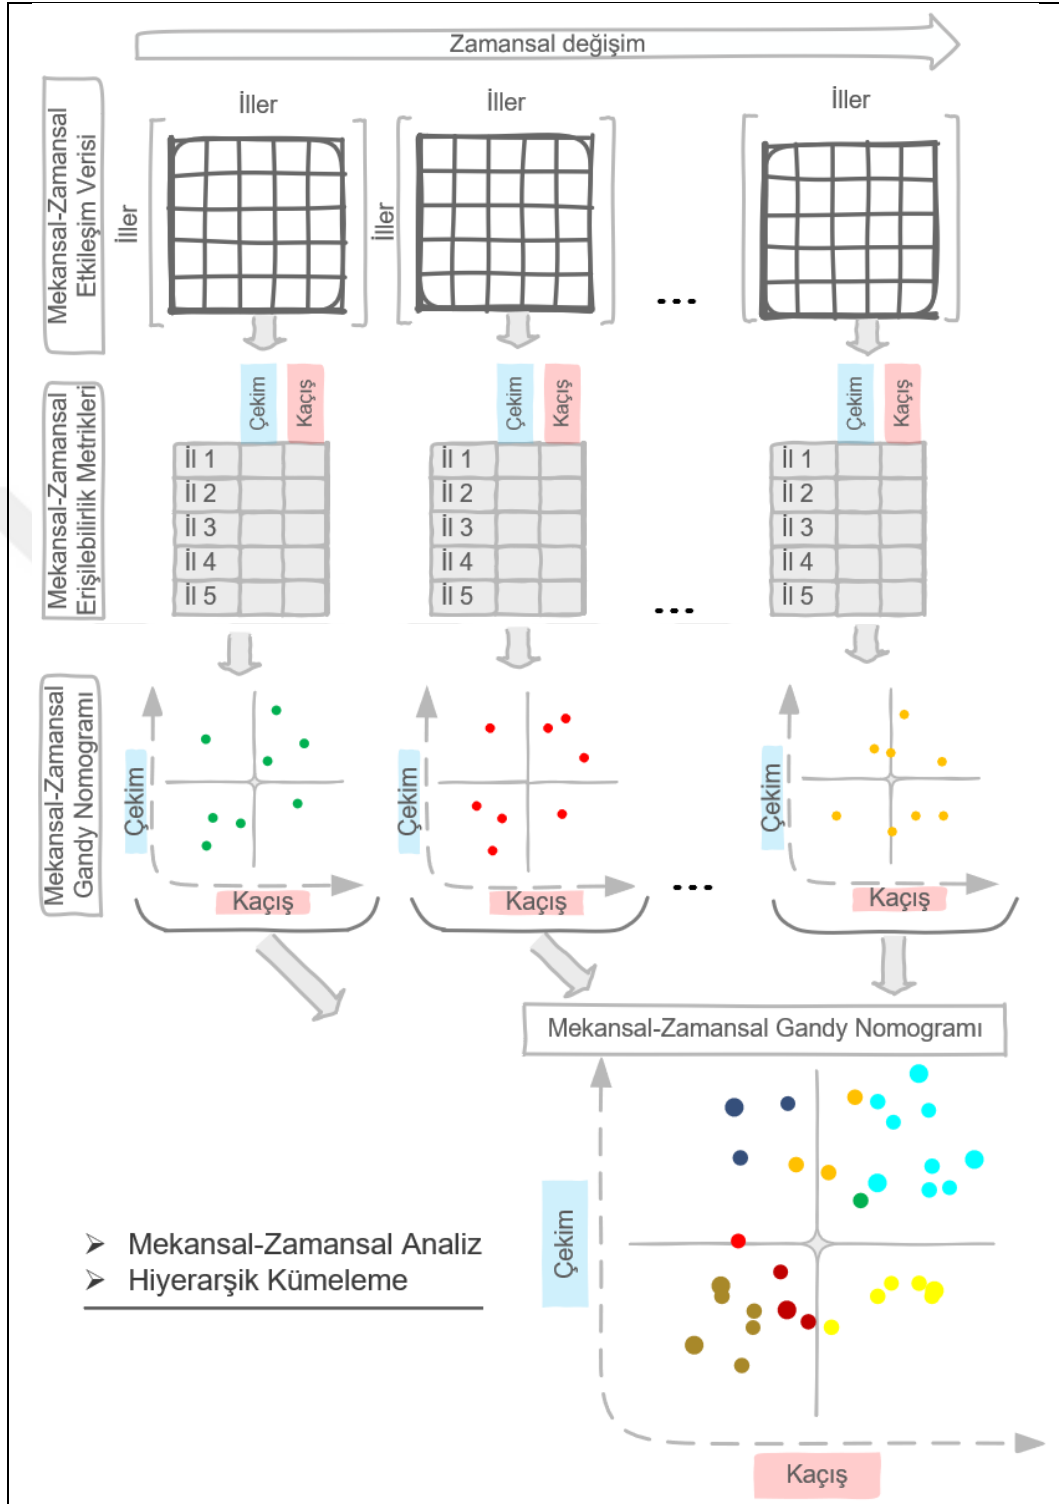 Zamansal değişim
Mekansal-Zamansal
Etkileşim Verisi
İller
İller
İller
İller
İller
...
Mekansal-Zamansal
Erişilebilirlik Metrikleri
Çekim
Kaçış
Çekim
Kaçış
Çekim
Kaçış
İl 1
İl 2
İl 3
İl 4
İl 5
İl 1
İl 2
İl 3
İl 4
İl 5
...
İl 1
İl 2
İl 3
İl 4
İl 5
Mekansal-Zamansal
Gandy Nomogramı
Çekim
Kaçış
Çekim
Kaçış
...
Çekim
Kaçış
Mekansal-Zamansal Gandy Nomogramı
Çekim
Kaçış
➢ Mekansal-Zamansal Analiz
➢ Hiyerarşik Kümeleme